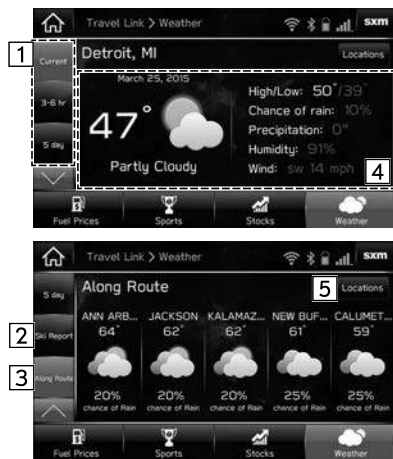 Travel Link > Weather
sxm
1
Current
Detroit, MI
Locations
March 25, 2015
3-6 hr
47°
High/Low: 50°/39°
Chance of rain: 10%
Precipitation: 0"
Humidity: 91%
5 day
Partly Cloudy
Wind: sw 14 mph
4
Fuel Prices
Sports
Stocks
Weather
Travel Link > Weather
sxm
5 day
Along Route
5
Locations
ANN ARB... JACKSON KALAMAZ... NEW BUF... CALUMET...
64° 62° 62° 61° 59°
2
Ski Report
3
Along Route
20% 20% 20% 25% 25%
chance of Rain chance of Rain chance of Rain chance of Rain chance of Rain
Fuel Prices
Sports
Stocks
Weather